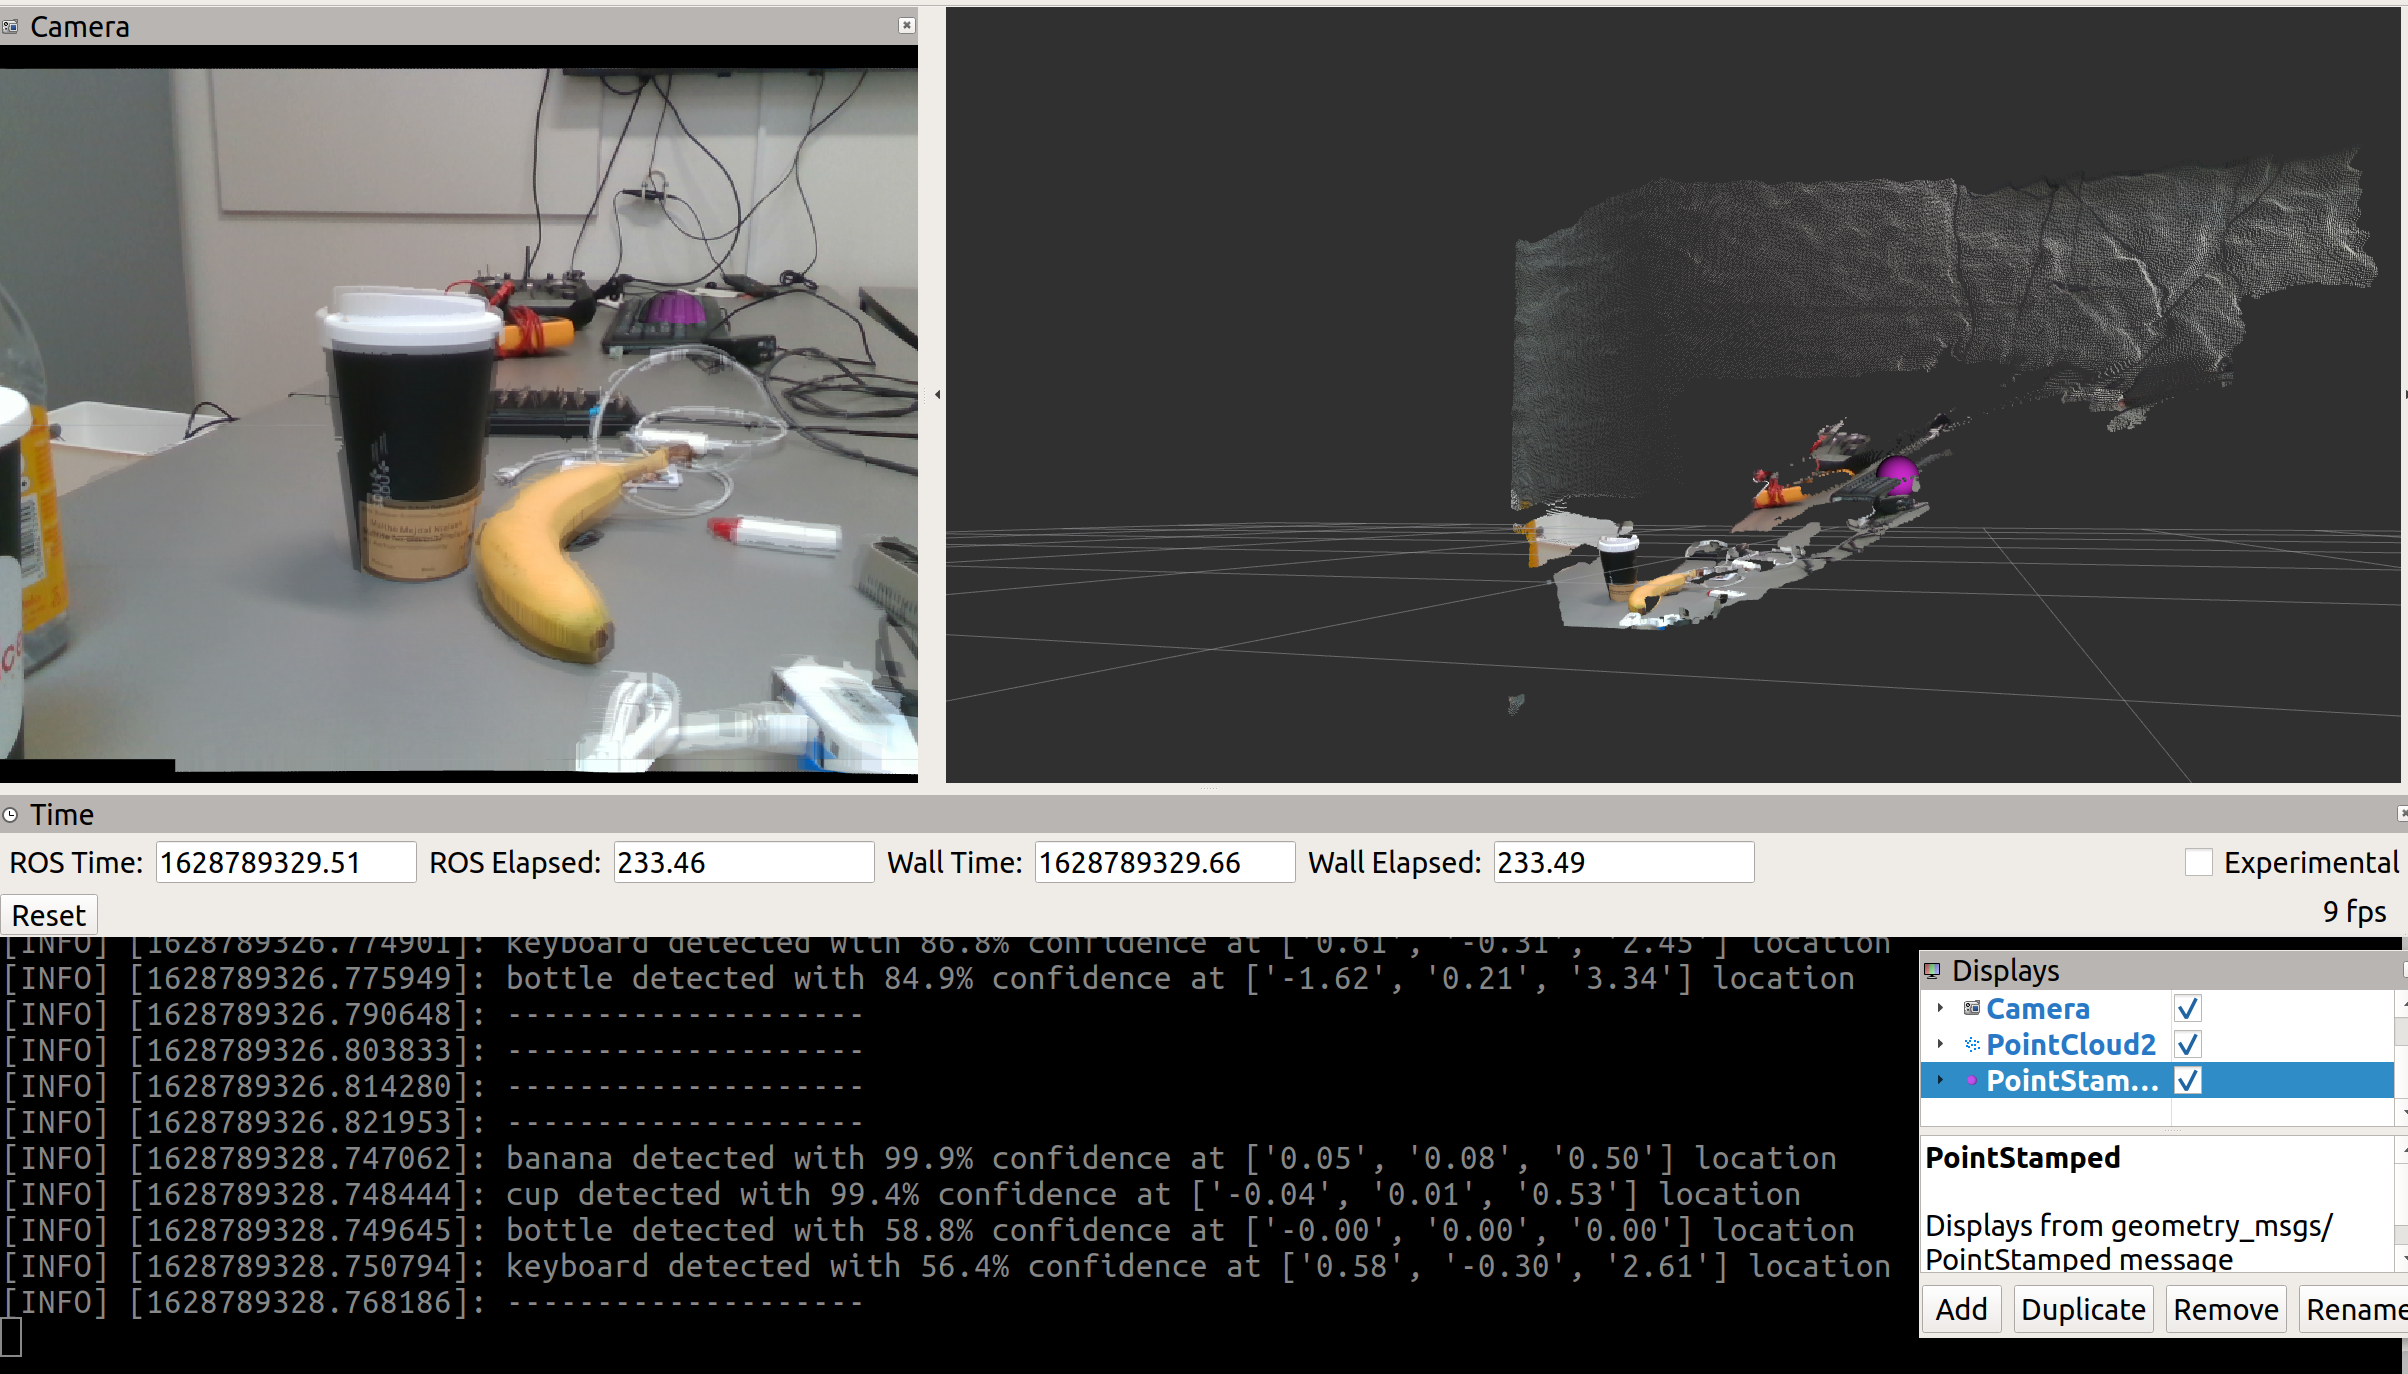 Camera
Time
ROS Time: 1628789329.51 ROS Elapsed: 233.46 Wall Time: 1628789329.66 Wall Elapsed: 233.49 Experimental
Reset 9 fps
[INFO] [1628789326.774901]: keyboard detected with 86.8% confidence at ['0.61', '-0.31', '2.45'] location
[INFO] [1628789326.775949]: bottle detected with 84.9% confidence at ['-1.62', '0.21', '3.34'] location
[INFO] [1628789326.790648]: --------------------
[INFO] [1628789326.803833]: --------------------
[INFO] [1628789326.814280]: --------------------
[INFO] [1628789326.821953]: --------------------
[INFO] [1628789328.747062]: banana detected with 99.9% confidence at ['0.05', '0.08', '0.50'] location
[INFO] [1628789328.748444]: cup detected with 99.4% confidence at ['-0.04', '0.01', '0.53'] location
[INFO] [1628789328.749645]: bottle detected with 58.8% confidence at ['-0.00', '0.00', '0.00'] location
[INFO] [1628789328.750794]: keyboard detected with 56.4% confidence at ['0.58', '-0.30', '2.61'] location
[INFO] [1628789328.768186]: --------------------
Displays
Camera
PointCloud2
PointStam...
PointStamped
Displays from geometry_msgs/
PointStamped message
Add Duplicate Remove Rename